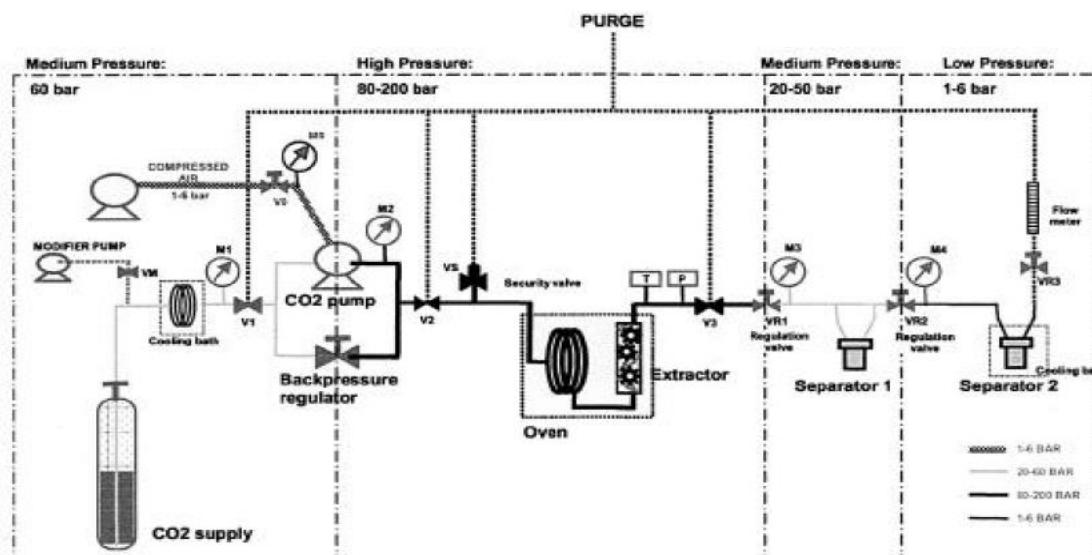 PURGE
Medium Pressure:
60 bar
High Pressure:
80-200 bar
Medium Pressure:
20-50 bar
Low Pressure:
1-6 bar
COMPRESSED
AIR
1-6 bar
V0
M2
MODIFIER PUMP
VM
M1
Cooling bath
V1
CO2 pump
Backpressure
regulator
V2
VS
Security valve
T
P
V3
Oven
Extractor
M3
VR1
Regulation
valve
Separator 1
M4
VR2
Regulation
valve
Flow
meter
VR3
Cooling ba
Separator 2
CO2 supply
1-6 BAR
20-60 BAR
80-200 BAR
1-6 BAR